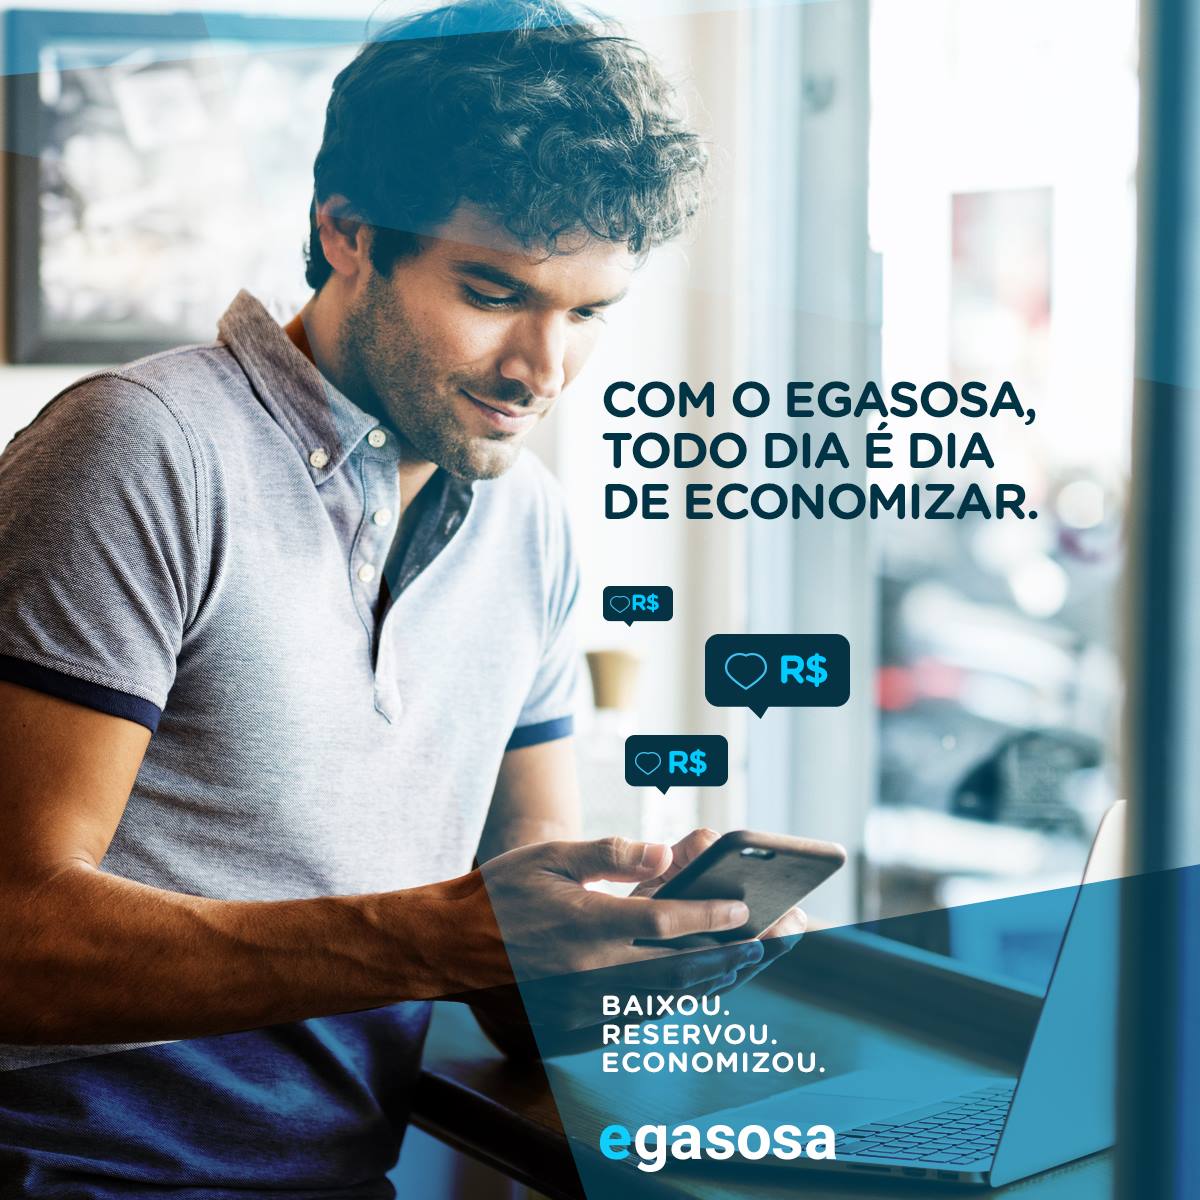 COM O EGASOSA,
TODO DIA É DIA
DE ECONOMIZAR.
R$
R$
R$
BAIXOU.
RESERVOU.
ECONOMIZOU.
egasosa